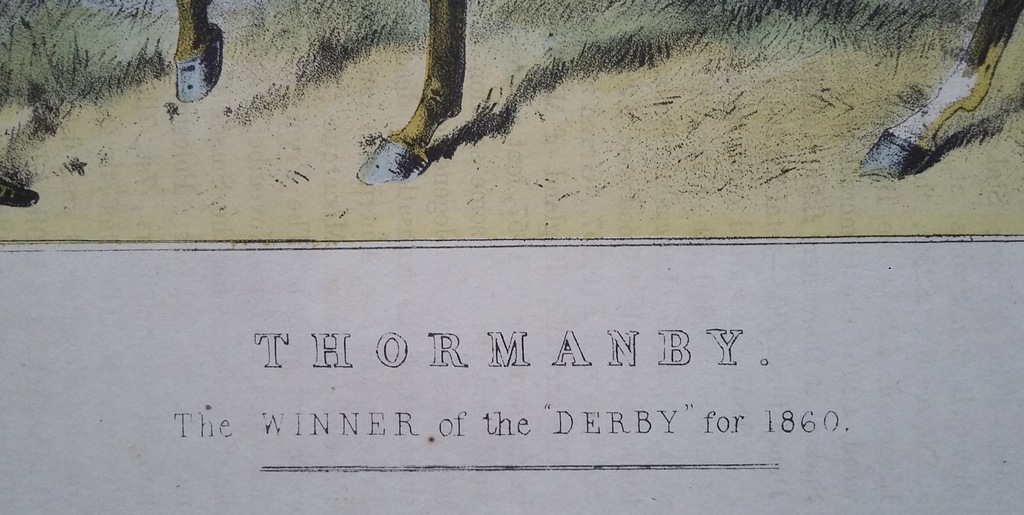 THORMANBY.
The WINNER of the "DERBY" for 1860.